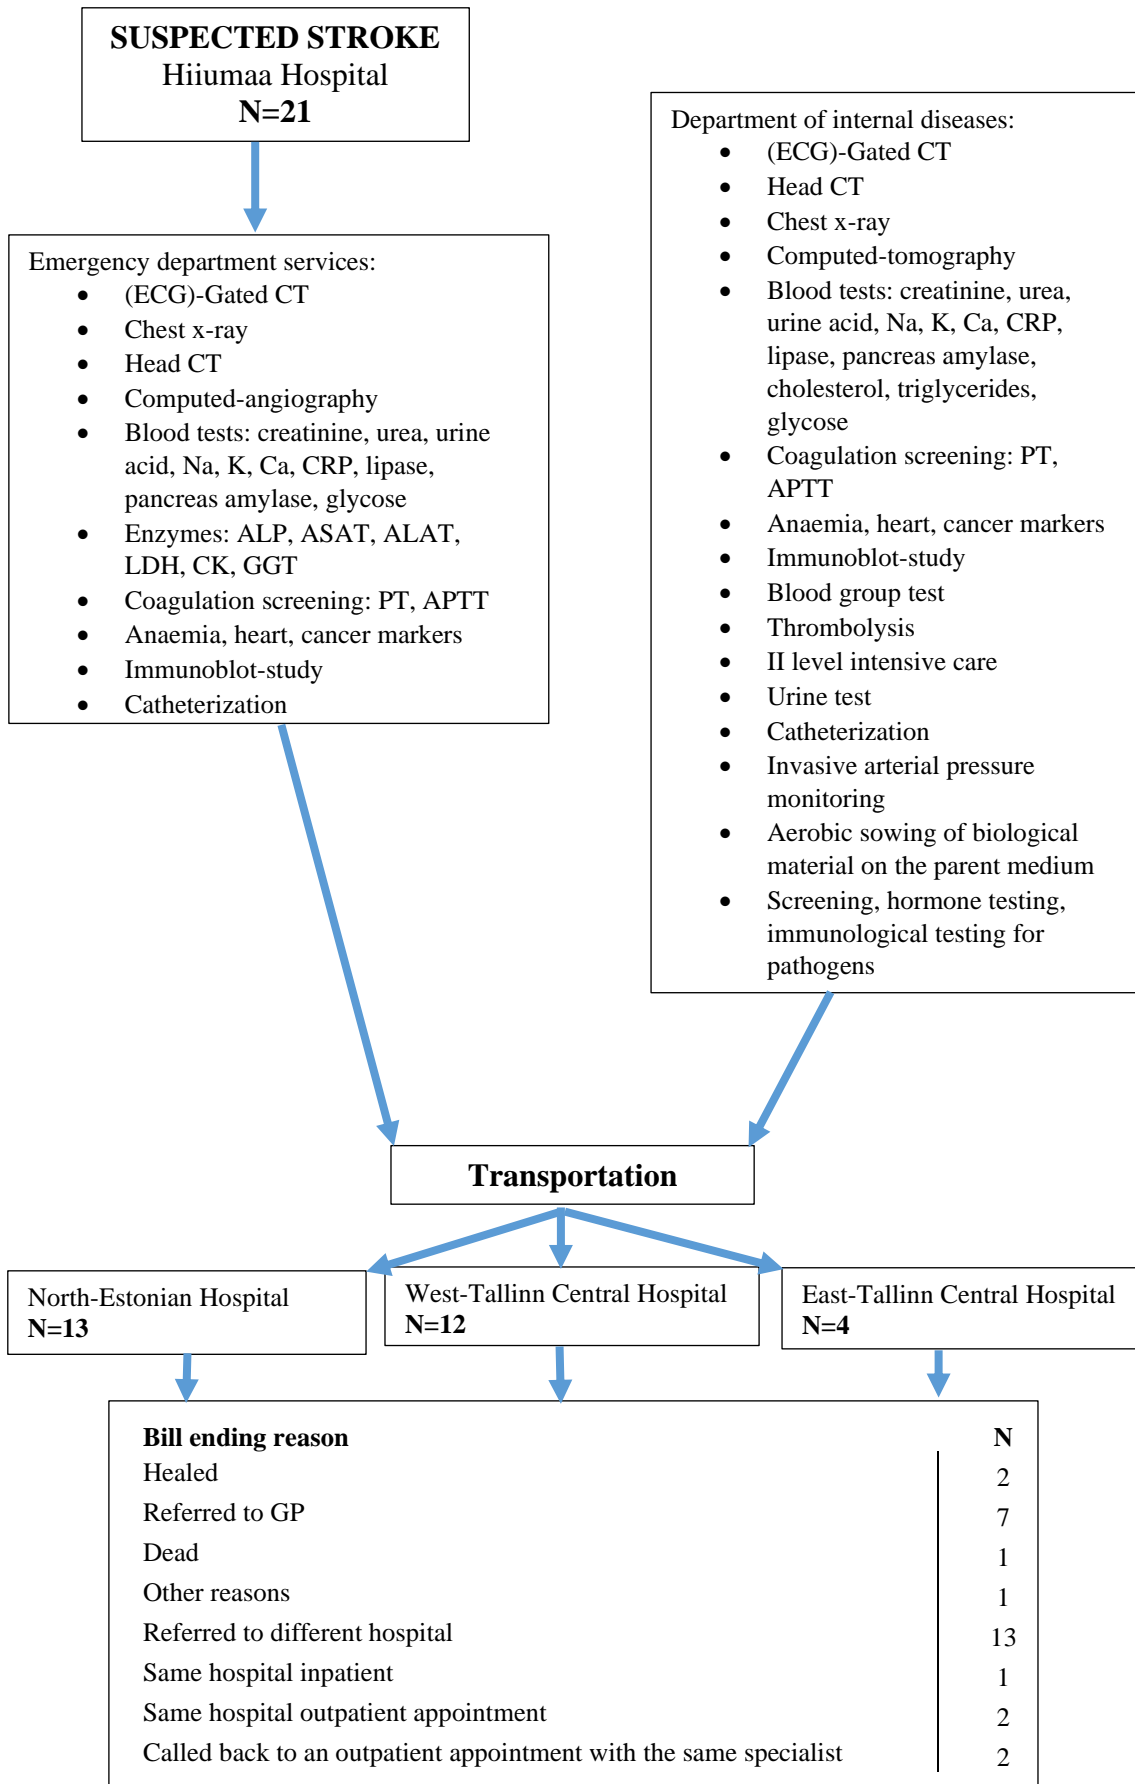 SUSPECTED STROKE
Hiiumaa Hospital
N=21
Emergency department services:
• (ECG)-Gated CT
• Chest x-ray
• Head CT
• Computed-angiography
• Blood tests: creatinine, urea, urine
acid, Na, K, Ca, CRP, lipase,
pancreas amylase, glycose
• Enzymes: ALP, ASAT, ALAT,
LDH, CK, GGT
• Coagulation screening: PT, APTT
• Anaemia, heart, cancer markers
• Immunoblot-study
• Catheterization
Department of internal diseases:
• (ECG)-Gated CT
• Head CT
• Chest x-ray
• Computed-tomography
• Blood tests: creatinine, urea,
urine acid, Na, K, Ca, CRP,
lipase, pancreas amylase,
cholesterol, triglycerides,
glycose
• Coagulation screening: PT,
APTT
• Anaemia, heart, cancer markers
• Immunoblot-study
• Blood group test
• Thrombolysis
• II level intensive care
• Urine test
• Catheterization
• Invasive arterial pressure
monitoring
• Aerobic sowing of biological
material on the parent medium
• Screening, hormone testing,
immunological testing for
pathogens
Transportation
North-Estonian Hospital
N=13
West-Tallinn Central Hospital
N=12
East-Tallinn Central Hospital
N=4
Bill ending reason N
Healed 2
Referred to GP 7
Dead 1
Other reasons 1
Referred to different hospital 13
Same hospital inpatient 1
Same hospital outpatient appointment 2
Called back to an outpatient appointment with the same specialist 2